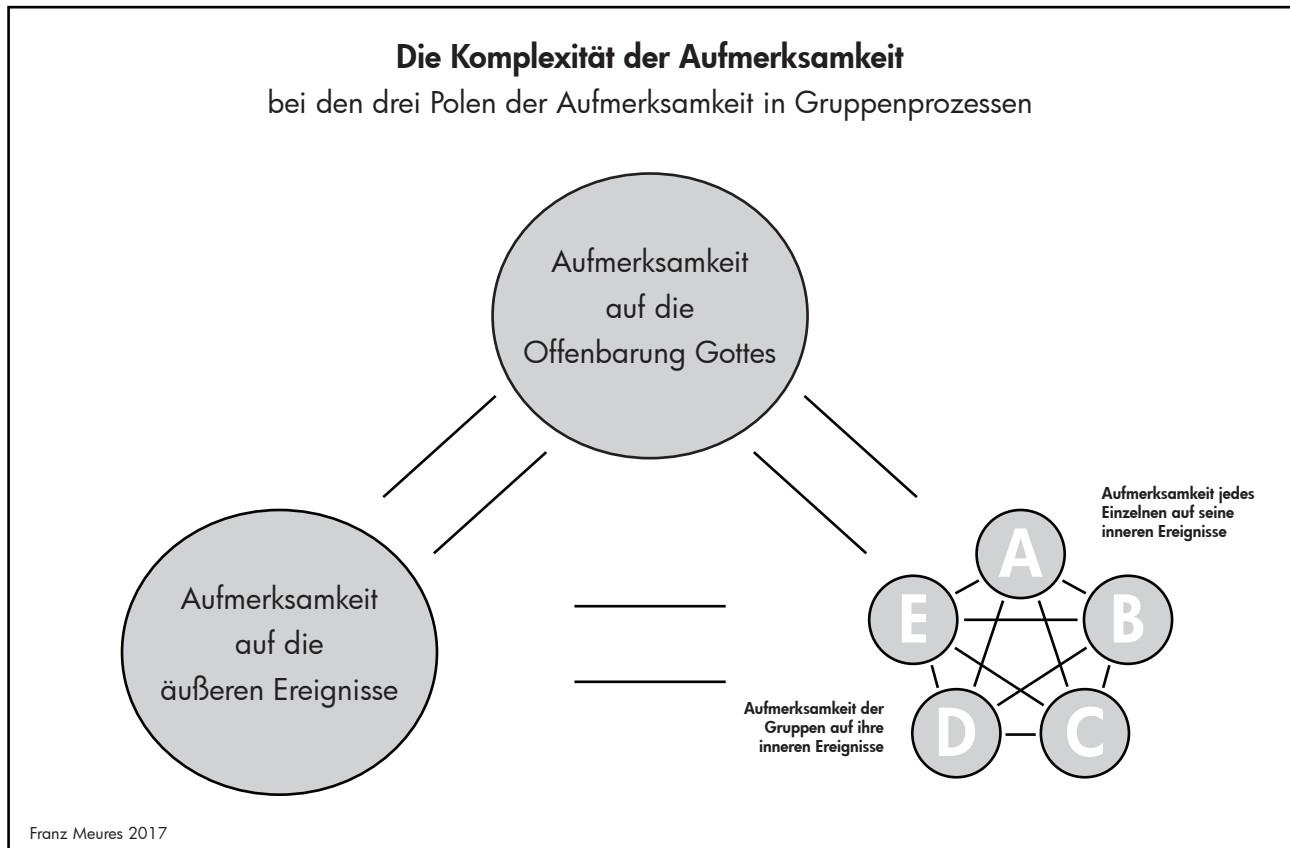 Die Komplexität der Aufmerksamkeit
bei den drei Polen der Aufmerksamkeit in Gruppenprozessen
Aufmerksamkeit
auf die
Offenbarung Gottes
Aufmerksamkeit
auf die
äußeren Ereignisse
Aufmerksamkeit jedes
Einzelnen auf seine
inneren Ereignisse
A
E
B
D
C
Aufmerksamkeit der
Gruppen auf ihre
inneren Ereignisse
Franz Meures 2017